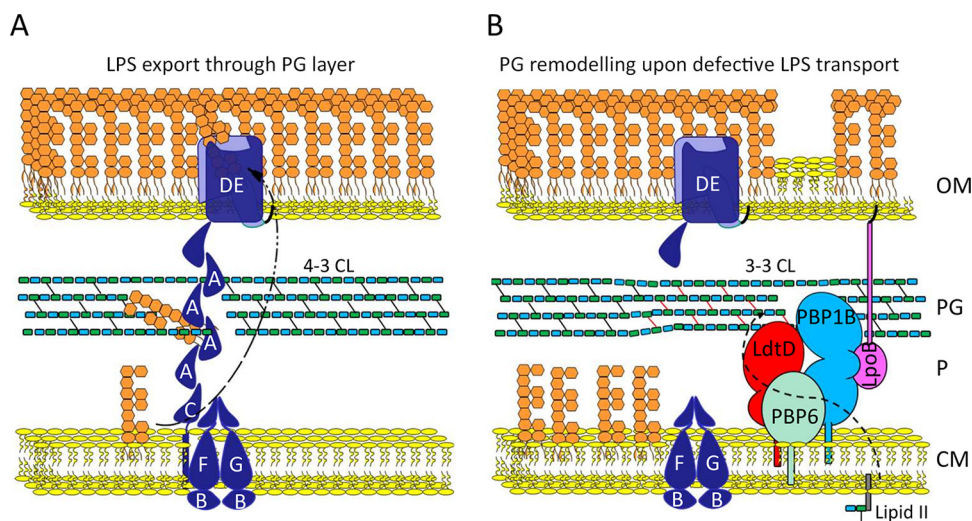 A
B
LPS export through PG layer
PG remodelling upon defective LPS transport
DE
DE
OM
4-3 CL
3-3 CL
A
A
PBP1B
PG
A
LdtD
LpoB
A
P
C
PBP6
F
G
F
G
CM
B
B
B
B
Lipid II